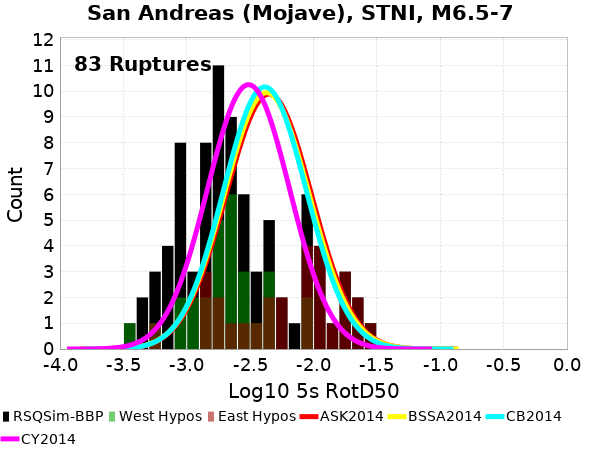 San Andreas (Mojave), STNI, M6.5-7
83 Ruptures
Count
12
11
10
9
8
7
6
5
4
3
2
1
0
-4.0 -3.5 -3.0 -2.5 -2.0 -1.5 -1.0 -0.5 0.0
Log10 5s RotD50
RSQSim-BBP West Hypos East Hypos ASK2014 BSSA2014 CB2014
CY2014